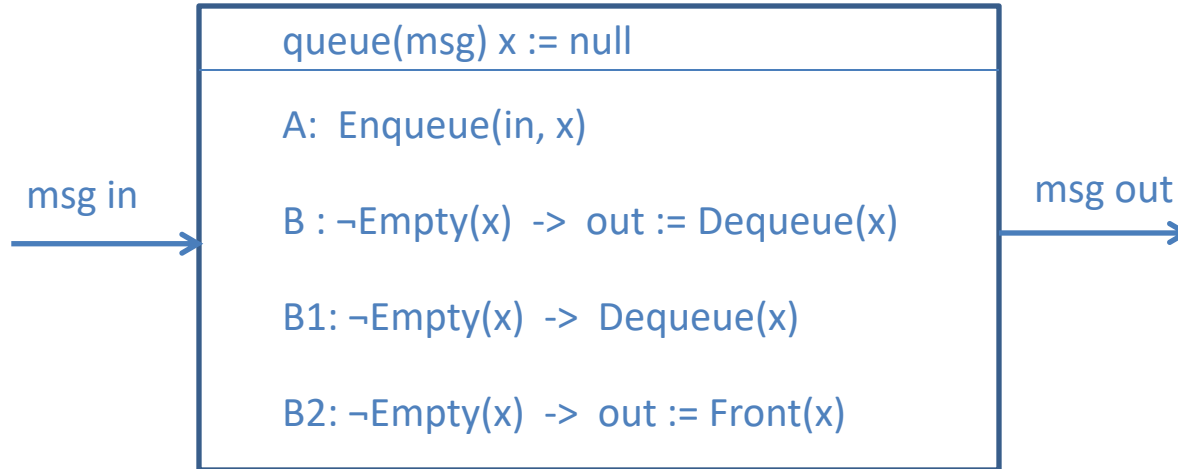 queue(msg) x := null
A: Enqueue(in, x)
msg in
B : ¬Empty(x) -> out := Dequeue(x)
msg out
B1: ¬Empty(x) -> Dequeue(x)
B2: ¬Empty(x) -> out := Front(x)